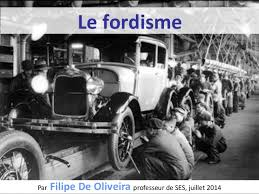 Le fordisme
Par Filipe De Oliveira professeur de SES, juillet 2014